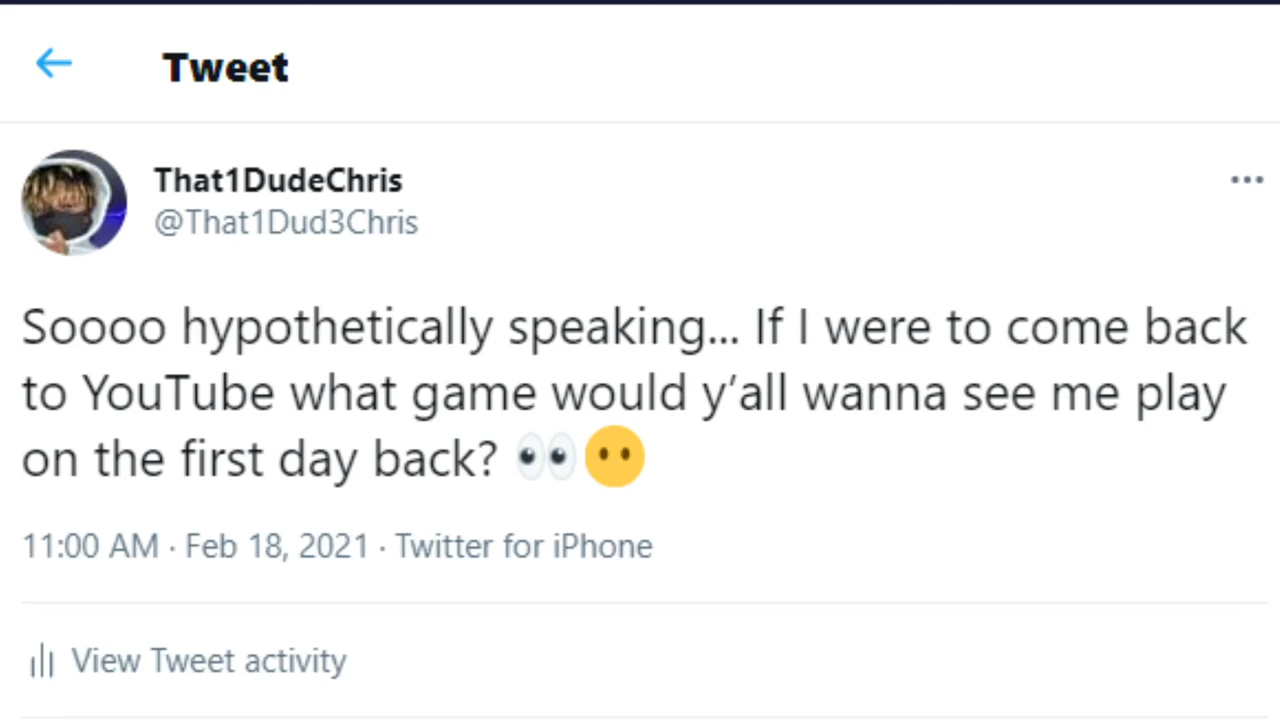 Tweet
That1DudeChris
@That1Dud3Chris
Soooo hypothetically speaking... If I were to come back
to YouTube what game would y’all wanna see me play
on the first day back? 👀😶
11:00 AM · Feb 18, 2021 · Twitter for iPhone
View Tweet activity